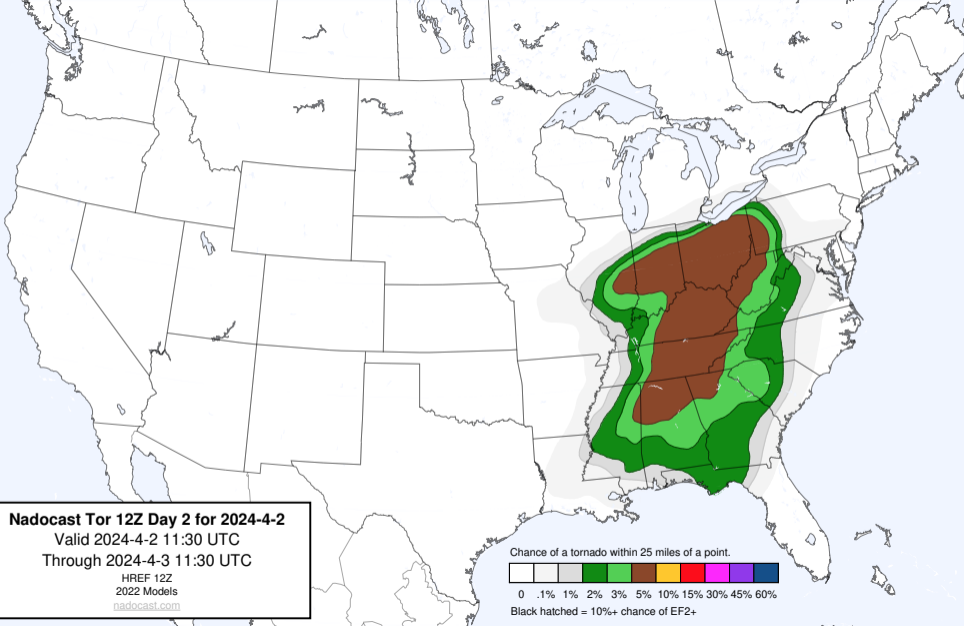 Nadocast Tor 12Z Day 2 for 2024-4-2
Valid 2024-4-2 11:30 UTC
Through 2024-4-3 11:30 UTC
HREF 12Z
2022 Models
nadocast.com
Chance of a tornado within 25 miles of a point.
0 .1% 1% 2% 3% 5% 10% 15% 30% 45% 60%
Black hatched = 10%+ chance of EF2+